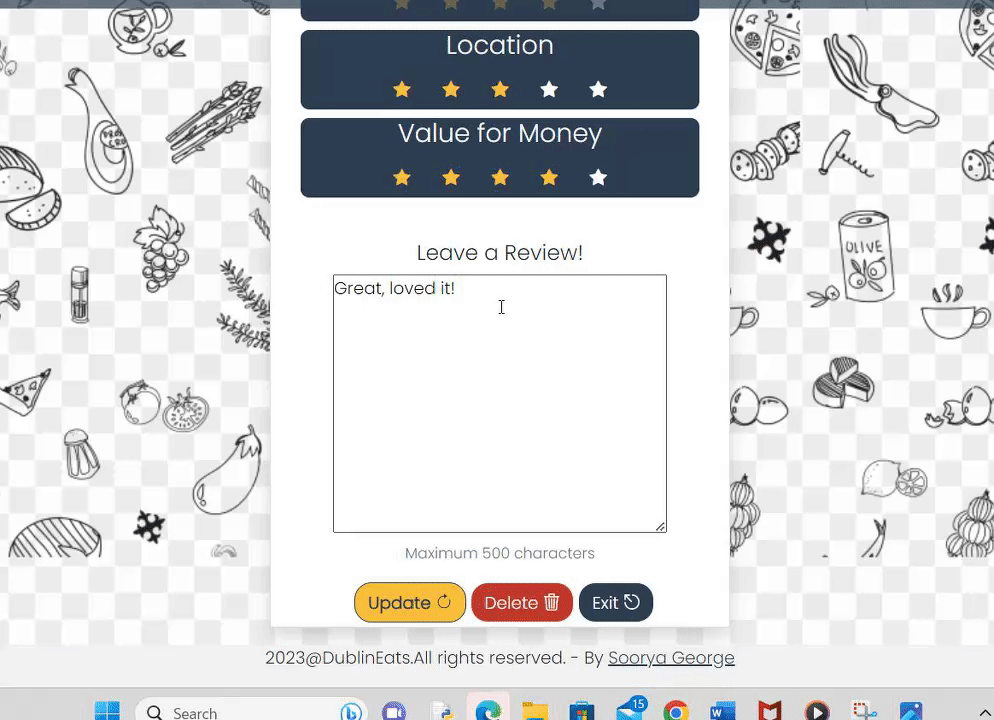 Location
Value for Money
Leave a Review!
Great, loved it!
Maximum 500 characters
Update Delete Exit
2023@DublinEats.All rights reserved. - By Soorya George
OLIVE
Search
15